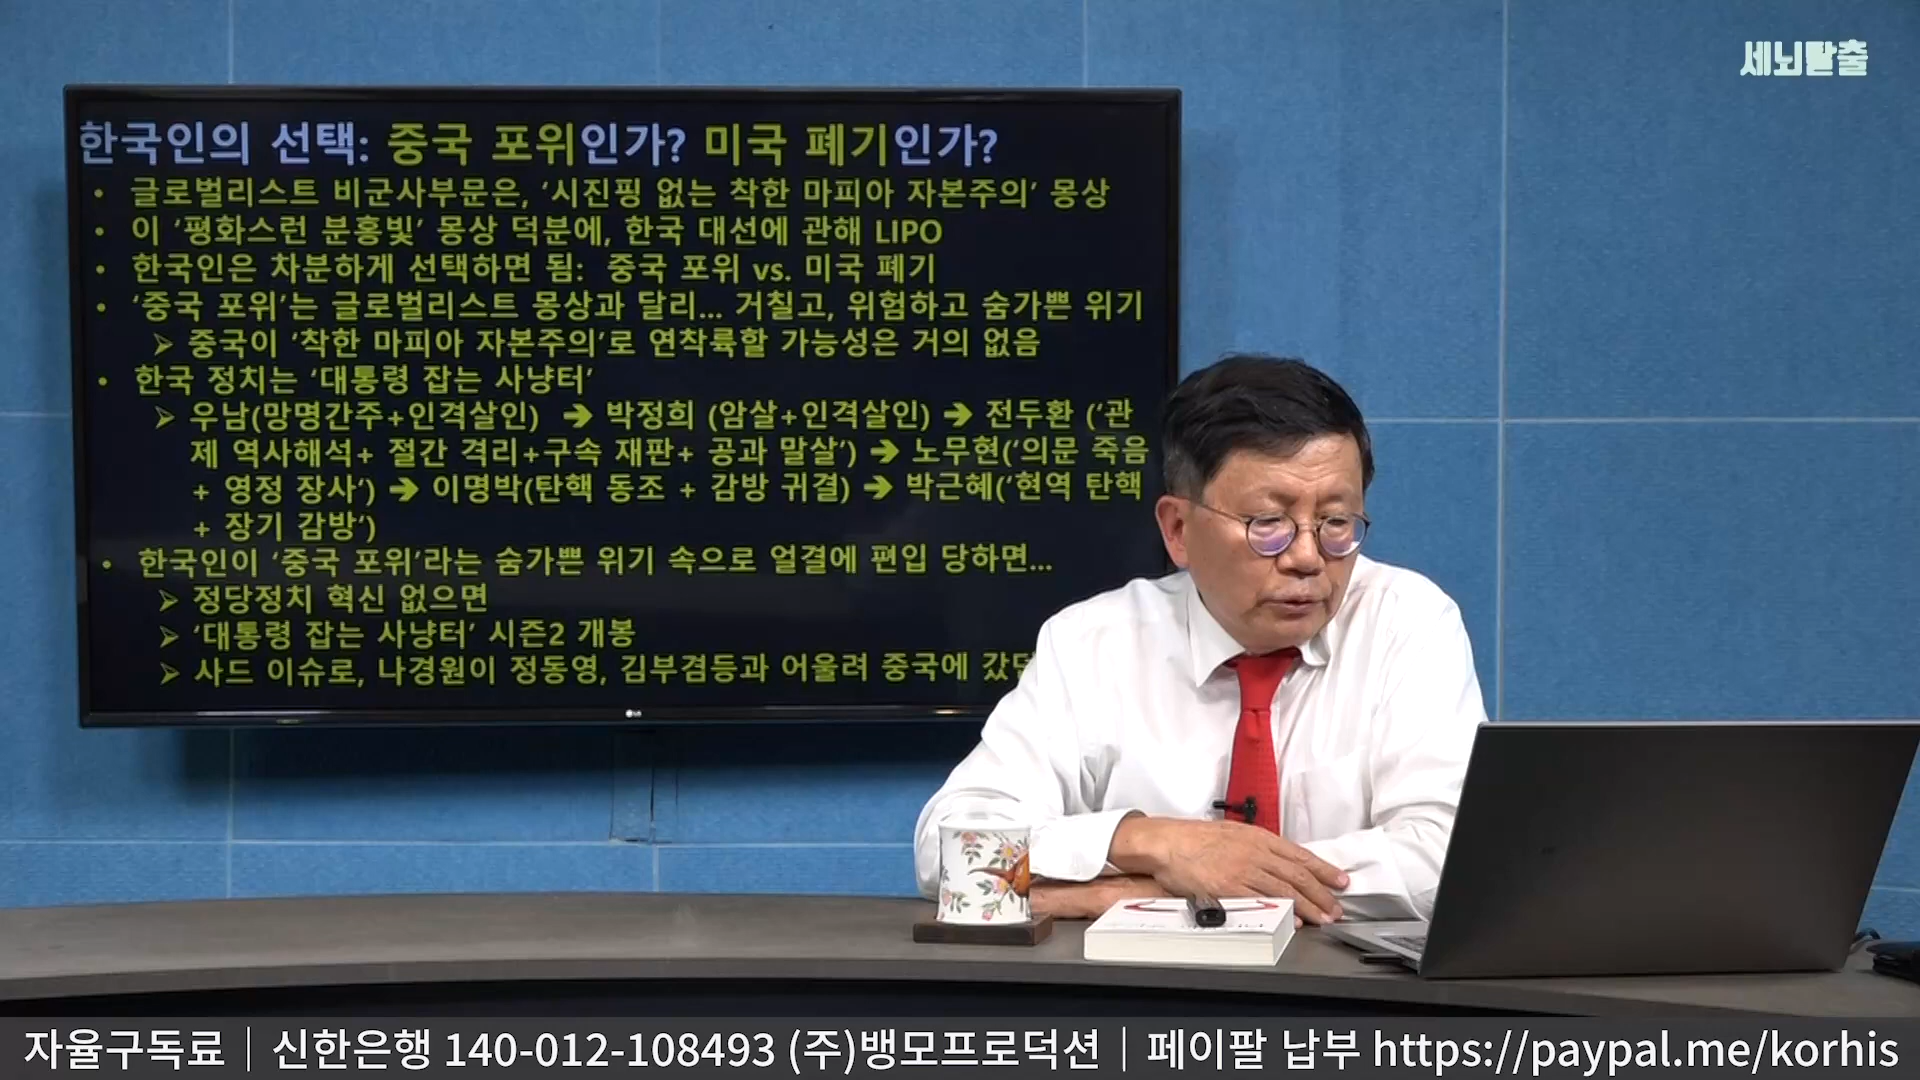 세뇌탈출
한국인의 선택: 중국 포위인가? 미국 폐기인가?
• 글로벌리스트 비군사부문은, ‘시진핑 없는 착한 마피아 자본주의’ 몽상
• 이 ‘평화스런 분홍빛’ 몽상 덕분에, 한국 대선에 관해 LIPO
• 한국인은 차분하게 선택하면 됨: 중국 포위 vs. 미국 폐기
• ‘중국 포위’는 글로벌리스트 몽상과 달리... 거칠고, 위험하고 숨가쁜 위기
➢ 중국이 ‘착한 마피아 자본주의’로 연착륙할 가능성은 거의 없음
• 한국 정치는 ‘대통령 잡는 사냥터’
➢ 우남(망명간주+인격살인) ➔ 박정희 (암살+인격살인) ➔ 전두환 (‘관
제 역사해석+ 절간 격리+구속 재판+ 공과 말살’) ➔ 노무현(‘의문 죽음
+ 영정 장사’) ➔ 이명박(탄핵 동조 + 감방 귀결) ➔ 박근혜(‘현역 탄핵
+ 장기 감방’)
• 한국인이 ‘중국 포위’라는 숨가쁜 위기 속으로 얼결에 편입 당하면...
➢ 정당정치 혁신 없으면
➢ ‘대통령 잡는 사냥터’ 시즌2 개봉
➢ 사드 이슈로, 나경원이 정동영, 김부겸등과 어울려 중국에 갔던
LG
자율구독료│신한은행 140-012-108493 (주)뱅모프로덕션│페이팔 납부 https://paypal.me/korhis